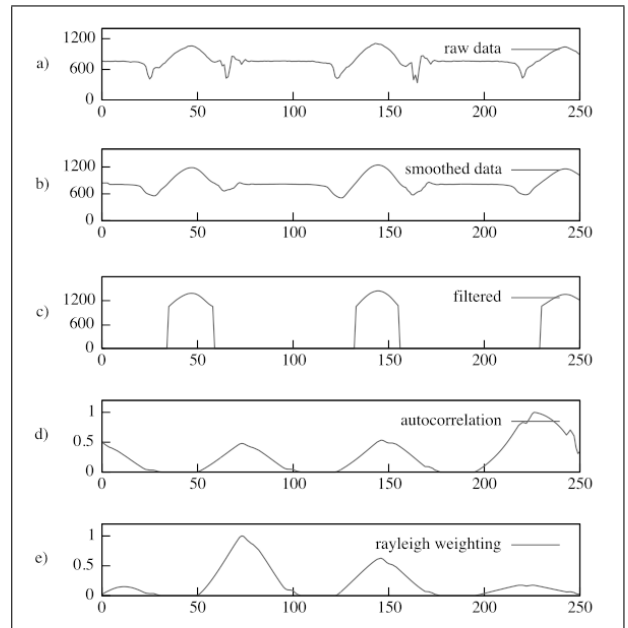 a)
1200
600
0
raw data
0 50 100 150 200 250
b)
1200
600
0
smoothed data
0 50 100 150 200 250
c)
1200
600
0
filtered
0 50 100 150 200 250
d)
1
0.5
0
autocorrelation
0 50 100 150 200 250
e)
1
0.5
0
rayleigh weighting
0 50 100 150 200 250